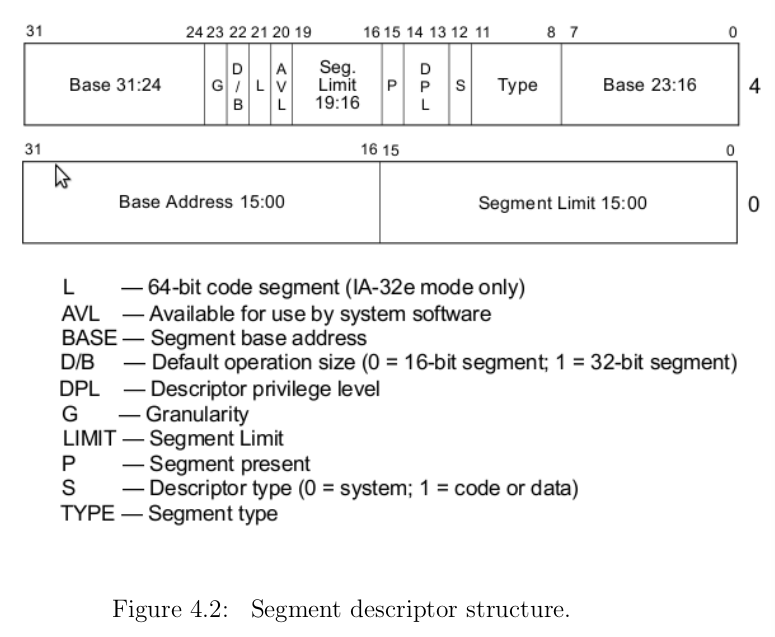 31 24 23 22 21 20 19 16 15 14 13 12 11 8 7 0
Base 31:24 G D/B L AVL Seg. Limit 19:16 P DPL S Type Base 23:16 4
31 16 15 0
Base Address 15:00 Segment Limit 15:00 0
L — 64-bit code segment (IA-32e mode only)
AVL — Available for use by system software
BASE — Segment base address
D/B — Default operation size (0 = 16-bit segment; 1 = 32-bit segment)
DPL — Descriptor privilege level
G — Granularity
LIMIT — Segment Limit
P — Segment present
S — Descriptor type (0 = system; 1 = code or data)
TYPE — Segment type
Figure 4.2: Segment descriptor structure.